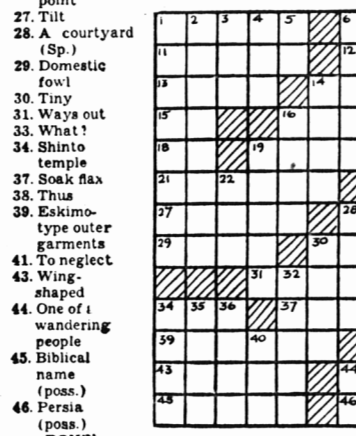 point
27. Tilt
28. A courtyard
(Sp.)
29. Domestic
fowl
30. Tiny
31. Ways out
33. What?
34. Shinto
temple
37. Soak flax
38. Thus
39. Eskimo-
type outer
garments
41. To neglect
43. Wing-
shaped
44. One of a
wandering
people
45. Biblical
name
(poss.)
46. Persia
(poss.)
1 2 3 4 5 6
11 12
13 14
15 16
18 19
21 22
27 28
29 30
31 32
34 35 36 37
39 40
43 44
45 46